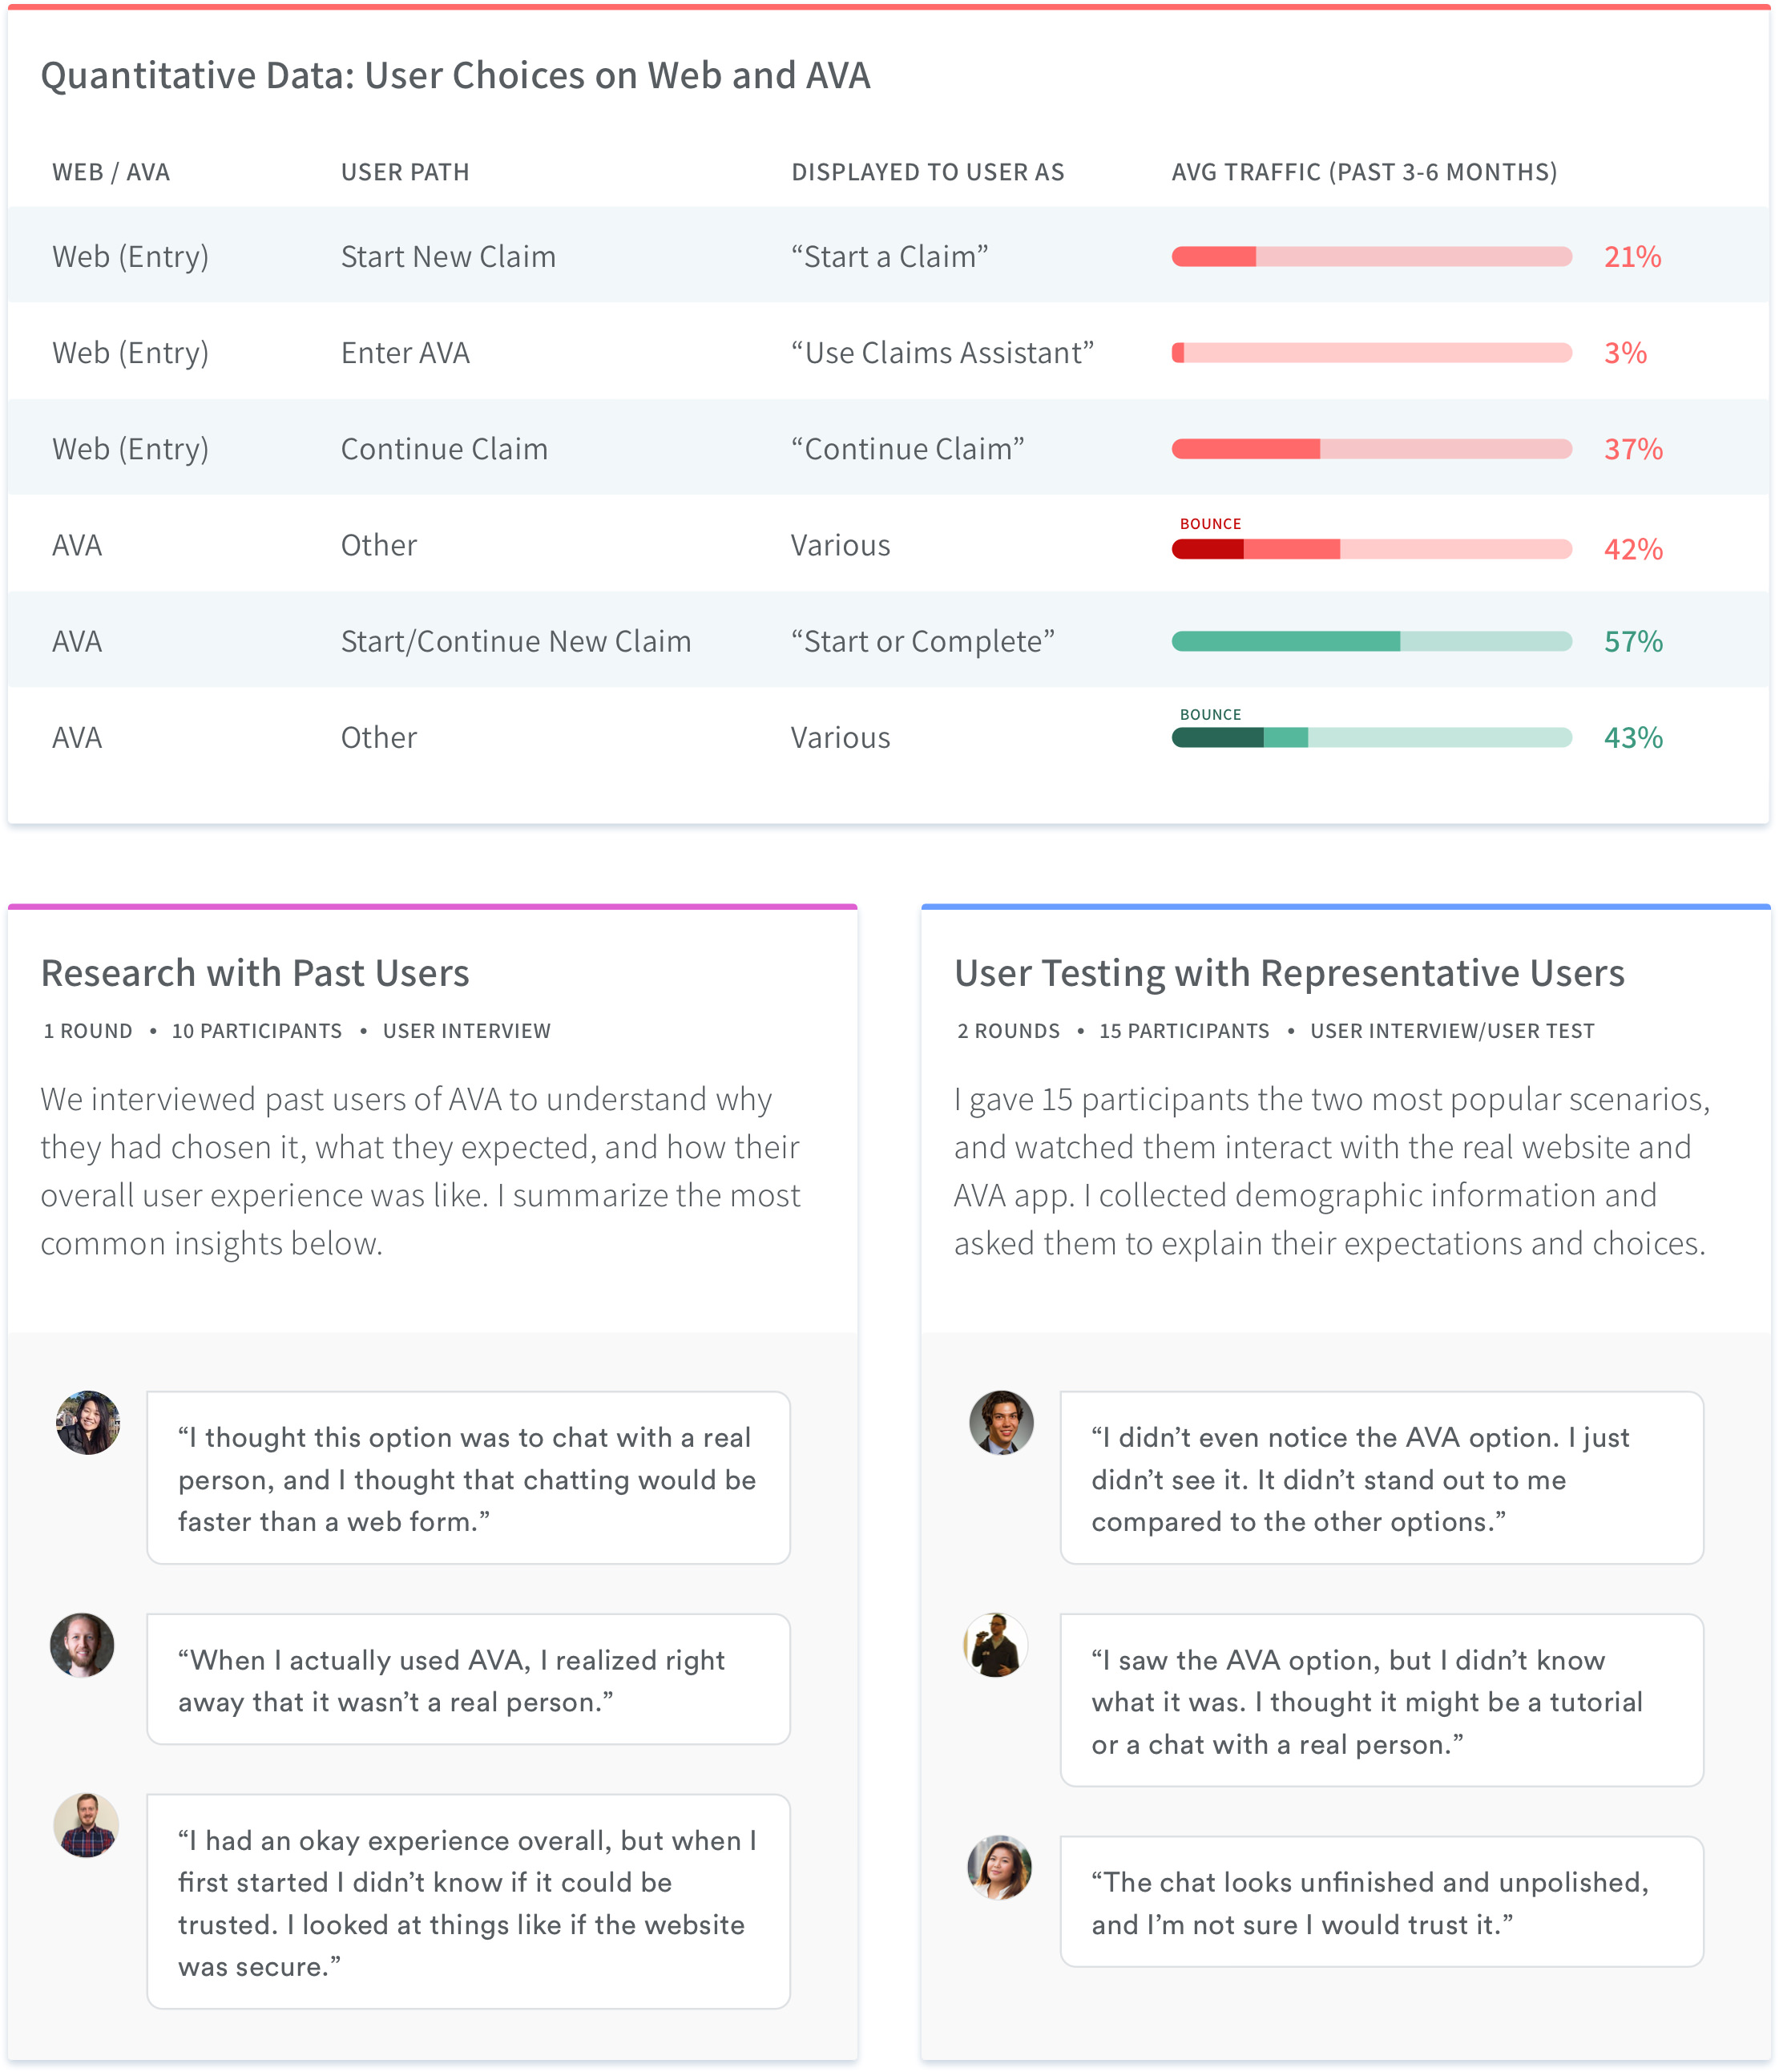 Quantitative Data: User Choices on Web and AVA
WEB / AVA USER PATH DISPLAYED TO USER AS AVG TRAFFIC (PAST 3-6 MONTHS)
Web (Entry) Start New Claim “Start a Claim” 21%
Web (Entry) Enter AVA “Use Claims Assistant” 3%
Web (Entry) Continue Claim “Continue Claim” 37%
BOUNCE
AVA Other Various 42%
AVA Start/Continue New Claim “Start or Complete” 57%
BOUNCE
AVA Other Various 43%
Research with Past Users
1 ROUND • 10 PARTICIPANTS • USER INTERVIEW
We interviewed past users of AVA to understand why
they had chosen it, what they expected, and how their
overall user experience was like. I summarize the most
common insights below.
“I thought this option was to chat with a real
person, and I thought that chatting would be
faster than a web form.”
“When I actually used AVA, I realized right
away that it wasn’t a real person.”
“I had an okay experience overall, but when I
first started I didn’t know if it could be
trusted. I looked at things like if the website
was secure.”
User Testing with Representative Users
2 ROUNDS • 15 PARTICIPANTS • USER INTERVIEW/USER TEST
I gave 15 participants the two most popular scenarios,
and watched them interact with the real website and
AVA app. I collected demographic information and
asked them to explain their expectations and choices.
“I didn’t even notice the AVA option. I just
didn’t see it. It didn’t stand out to me
compared to the other options.”
“I saw the AVA option, but I didn’t know
what it was. I thought it might be a tutorial
or a chat with a real person.”
“The chat looks unfinished and unpolished,
and I’m not sure I would trust it.”